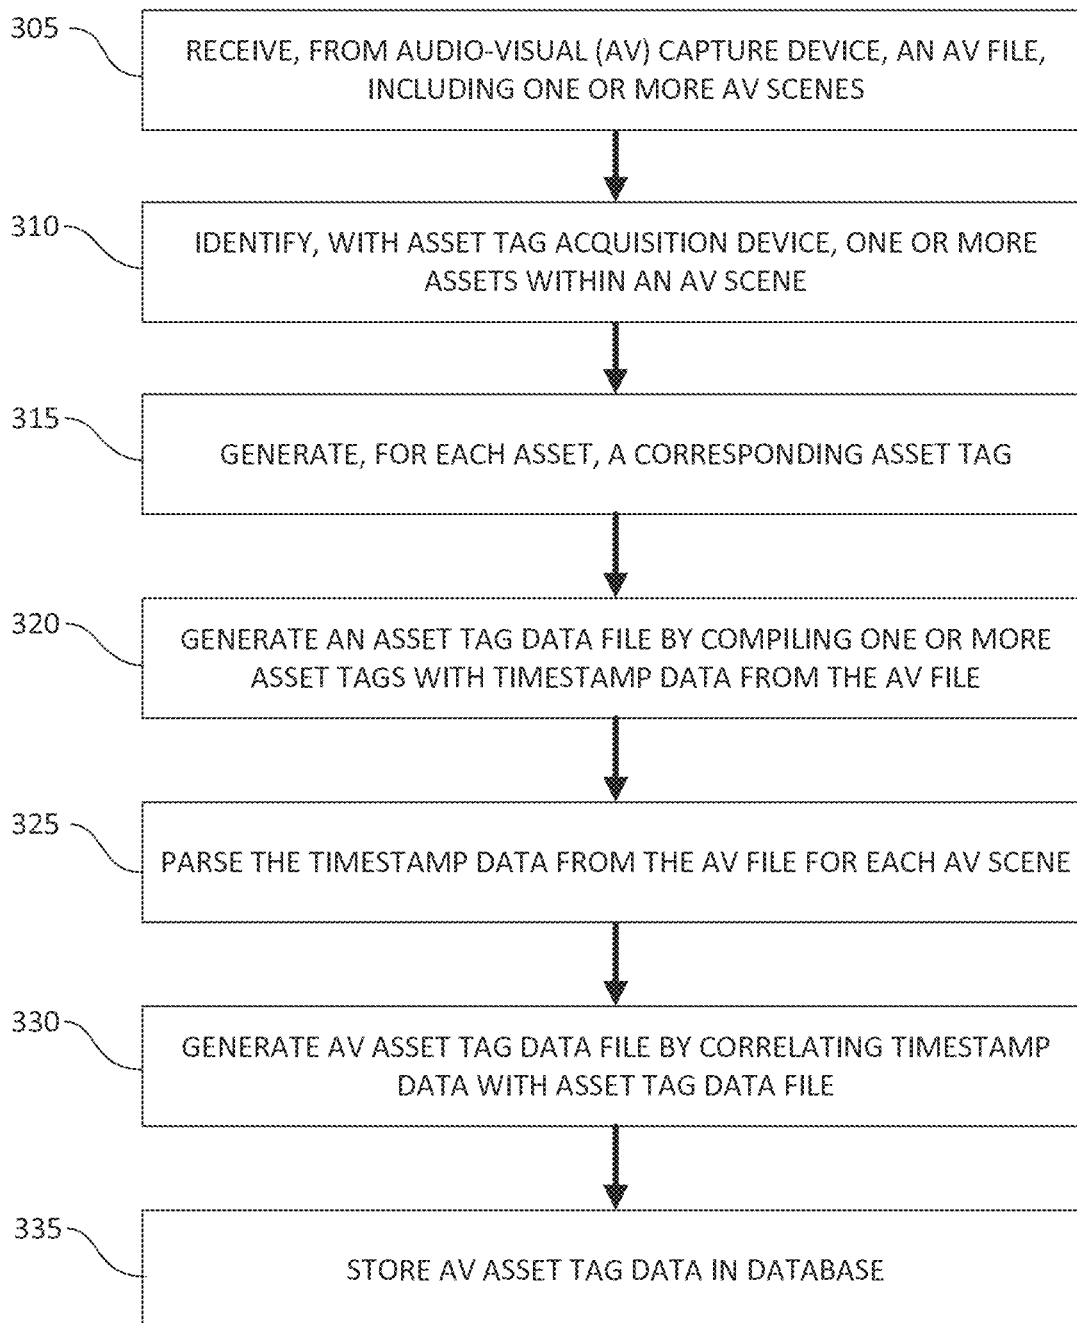 305
RECEIVE, FROM AUDIO-VISUAL (AV) CAPTURE DEVICE, AN AV FILE,
INCLUDING ONE OR MORE AV SCENES
310
IDENTIFY, WITH ASSET TAG ACQUISITION DEVICE, ONE OR MORE
ASSETS WITHIN AN AV SCENE
315
GENERATE, FOR EACH ASSET, A CORRESPONDING ASSET TAG
320
GENERATE AN ASSET TAG DATA FILE BY COMPILING ONE OR MORE
ASSET TAGS WITH TIMESTAMP DATA FROM THE AV FILE
325
PARSE THE TIMESTAMP DATA FROM THE AV FILE FOR EACH AV SCENE
330
GENERATE AV ASSET TAG DATA FILE BY CORRELATING TIMESTAMP
DATA WITH ASSET TAG DATA FILE
335
STORE AV ASSET TAG DATA IN DATABASE